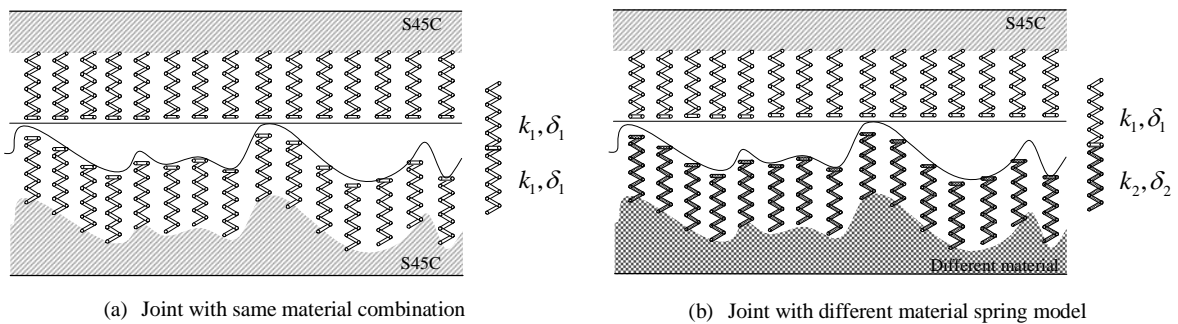 S45C
k₁,δ₁
k₁,δ₁
S45C
(a) Joint with same material combination
S45C
k₁,δ₁
k₂,δ₂
Different material
(b) Joint with different material spring model